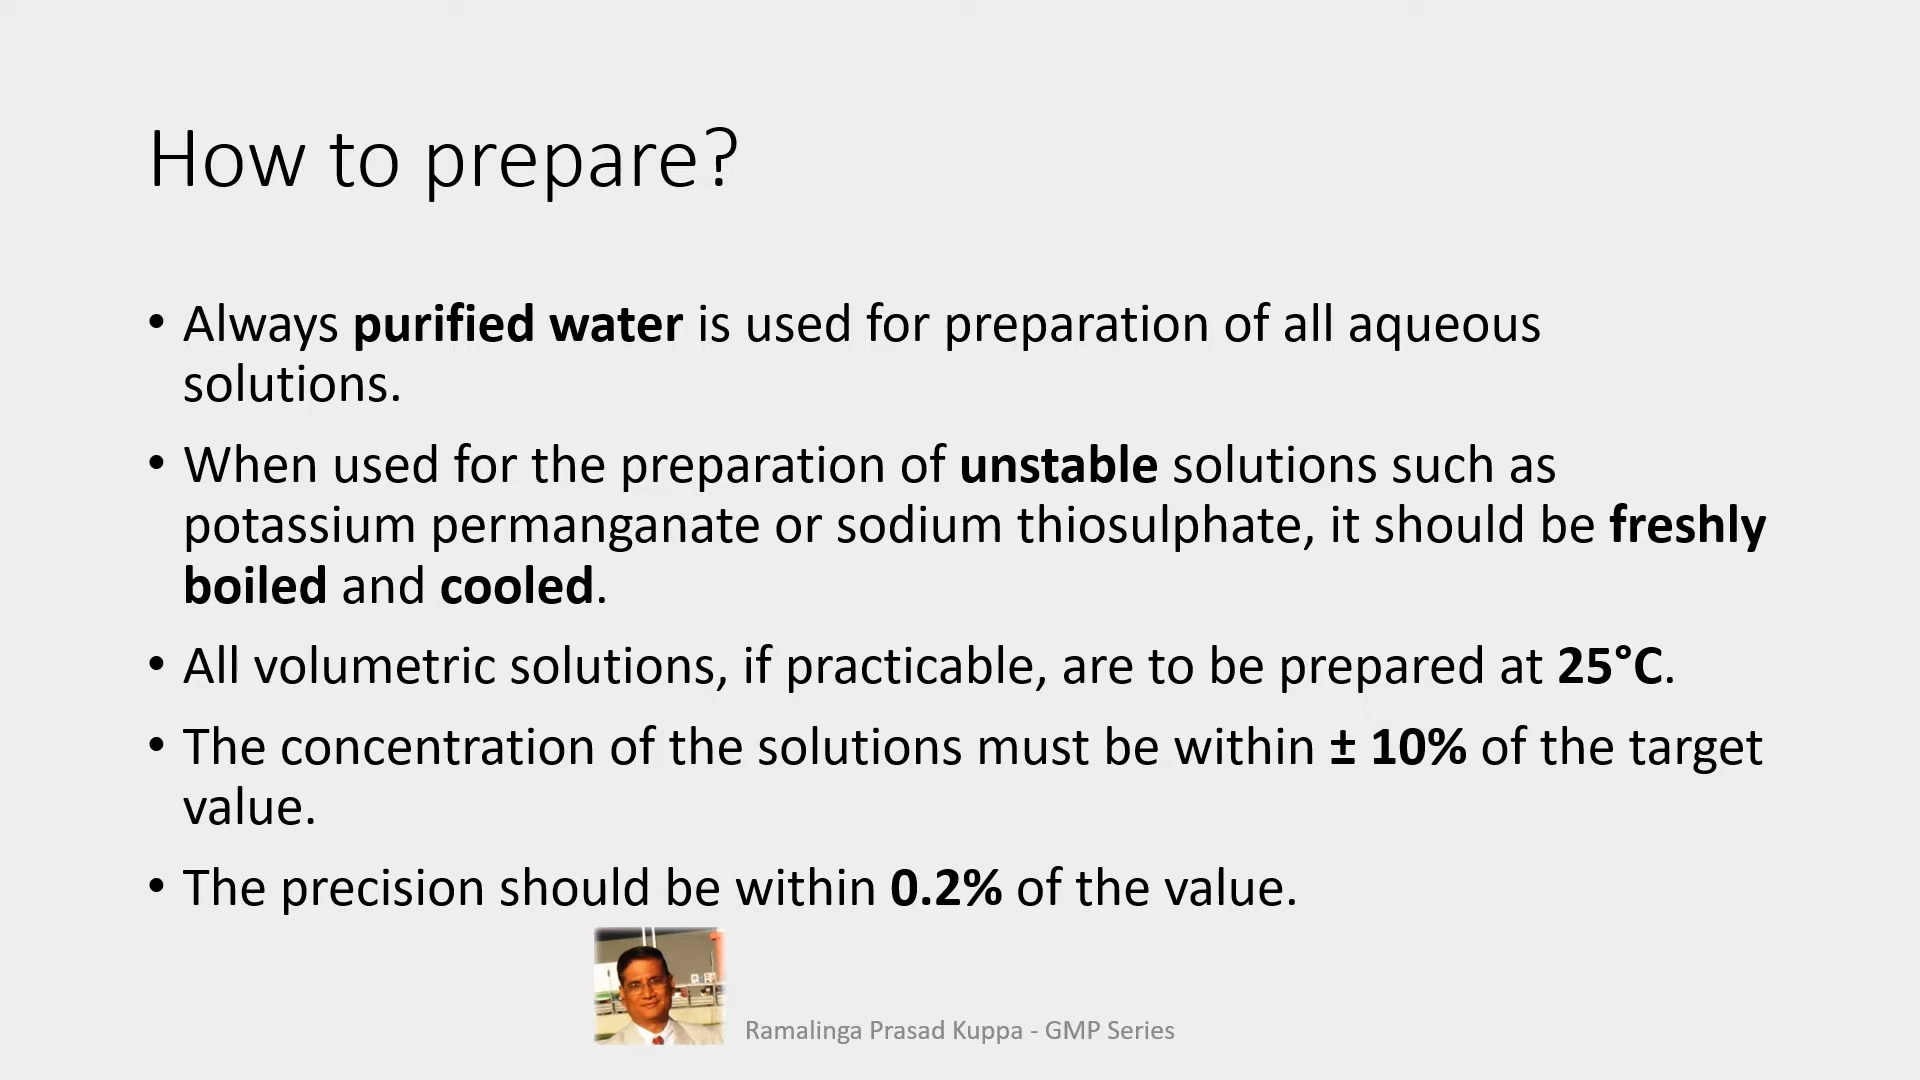 How to prepare?
• Always purified water is used for preparation of all aqueous
solutions.
• When used for the preparation of unstable solutions such as
potassium permanganate or sodium thiosulphate, it should be freshly
boiled and cooled.
• All volumetric solutions, if practicable, are to be prepared at 25°C.
• The concentration of the solutions must be within ± 10% of the target
value.
• The precision should be within 0.2% of the value.
Ramalinga Prasad Kuppa - GMP Series